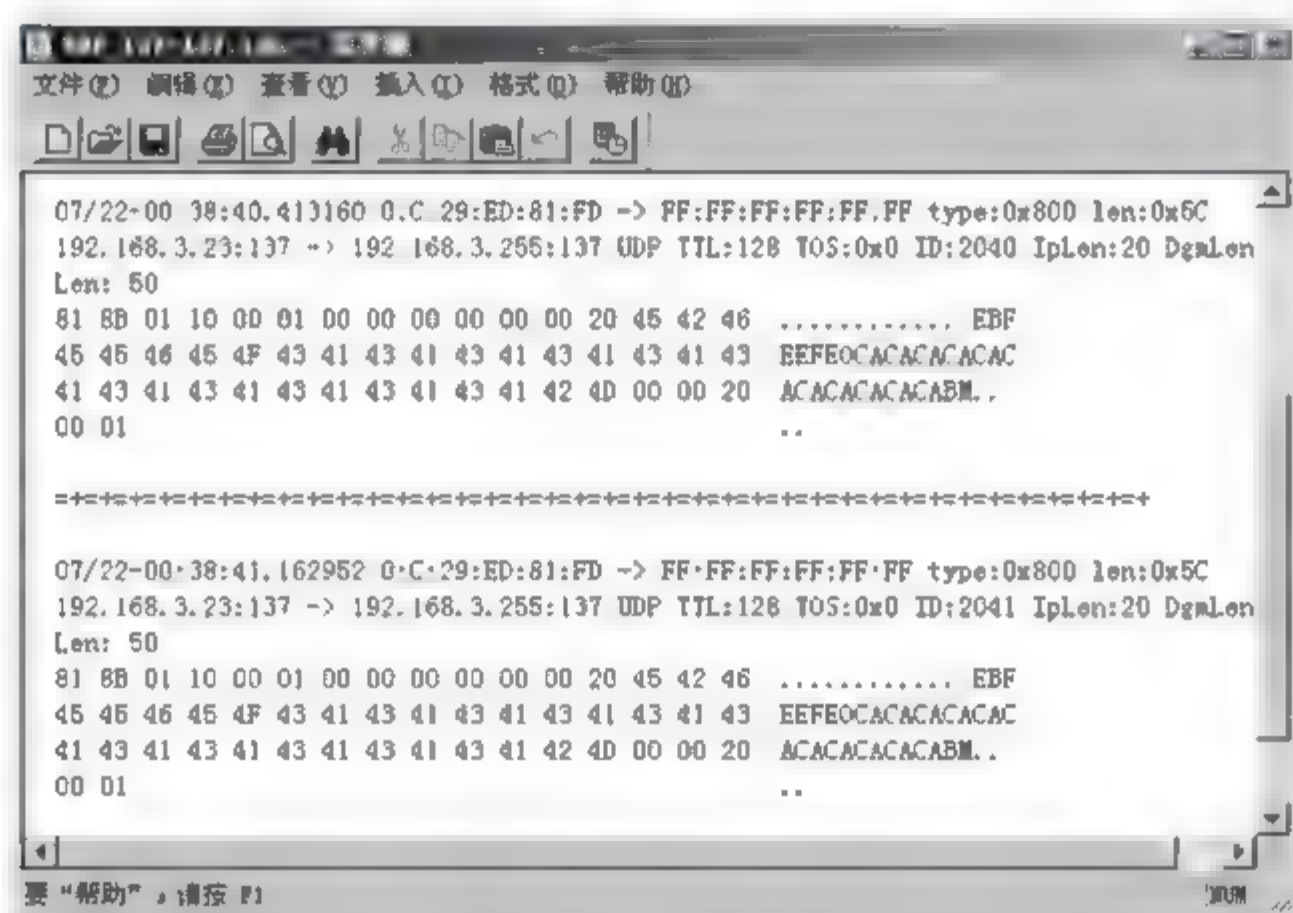 文件(F) 编辑(E) 查看(V) 插入(I) 格式(O) 帮助(H)
07/22-00 38:40.413160 0.C 29:ED:81:FD -> FF:FF:FF:FF:FF.FF type:0x800 len:0x5C
192.168.3.23:137 -> 192 168.3.255:137 UDP TTL:128 TOS:0x0 ID:2040 IpLen:20 DgmLen
Len: 50
81 8B 01 10 00 01 00 00 00 00 00 00 20 45 42 46 ............ EBF
45 45 46 45 4F 43 41 43 41 43 41 43 41 43 41 43 EEFEOCACACACACAC
41 43 41 43 41 43 41 43 41 43 41 42 4D 00 00 20 ACACACACACABM..
00 01 ..
=+=+=+=+=+=+=+=+=+=+=+=+=+=+=+=+=+=+=+=+=+=+=+=+=+=+=+=+=+=+=+=+=+=+=+=+=+
07/22-00:38:41.162952 0:C:29:ED:81:FD -> FF:FF:FF:FF:FF:FF type:0x800 len:0x5C
192.168.3.23:137 -> 192.168.3.255:137 UDP TTL:128 TOS:0x0 ID:2041 IpLen:20 DgmLen
Len: 50
81 8B 01 10 00 01 00 00 00 00 00 00 20 45 42 46 ............ EBF
45 45 46 45 4F 43 41 43 41 43 41 43 41 43 41 43 EEFEOCACACACACAC
41 43 41 43 41 43 41 43 41 43 41 42 4D 00 00 20 ACACACACACABM..
00 01 ..
要“帮助”，请按 F1 NUM